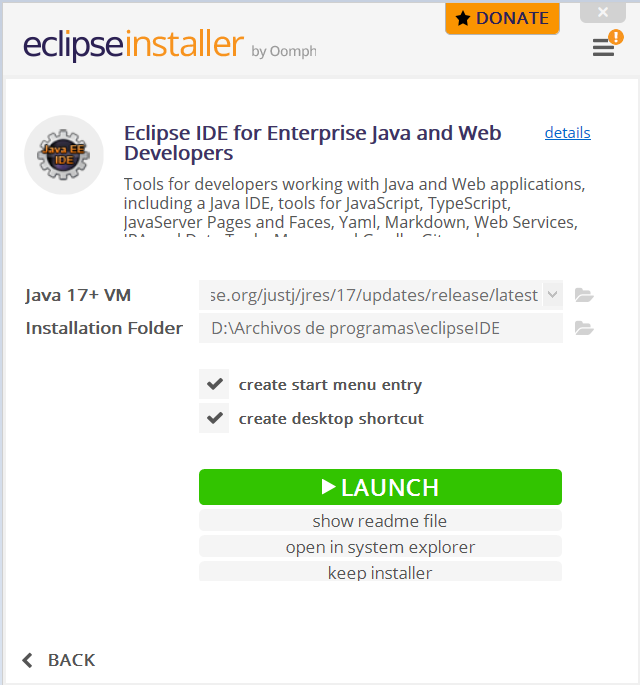 DONATE
eclipseinstaller by Oomph
Eclipse IDE for Enterprise Java and Web
Developers
details
Java EE
IDE
Tools for developers working with Java and Web applications,
including a Java IDE, tools for JavaScript, TypeScript,
JavaServer Pages and Faces, Yaml, Markdown, Web Services,
Java 17+ VM
se.org/justj/jres/17/updates/release/latest
Installation Folder
D:\Archivos de programas\eclipseIDE
create start menu entry
create desktop shortcut
LAUNCH
show readme file
open in system explorer
keep installer
BACK